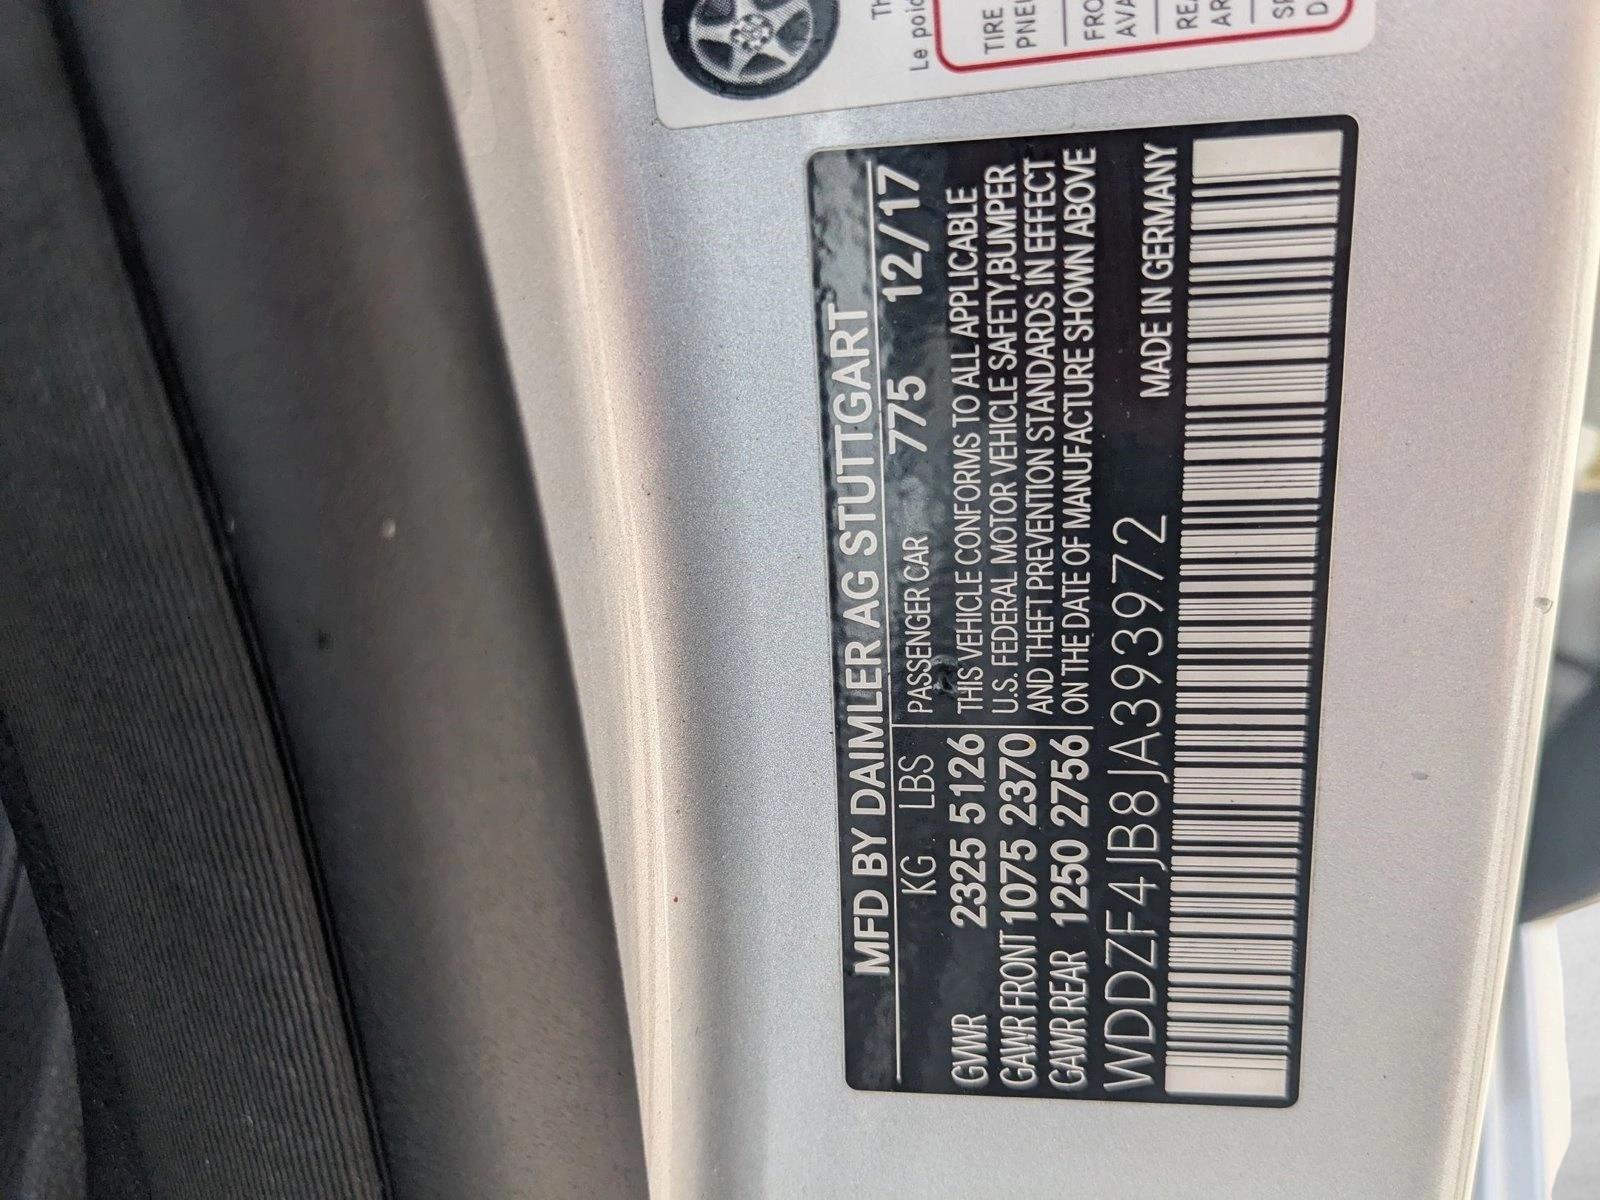 Le
TIRE
MFD BY DAIMLER AG STUTTGART
KG LBS PASSENGER CAR 775 12/17
GVWR 2325 5126
GAWR FRONT 1075 2370
GAWR REAR 1250 2756
THIS VEHICLE CONFORMS TO ALL APPLICABLE
U.S. FEDERAL MOTOR VEHICLE SAFETY,BUMPER
AND THEFT PREVENTION STANDARDS IN EFFECT
ON THE DATE OF MANUFACTURE SHOWN ABOVE
MADE IN GERMANY
WDDZF4JB8JA393972